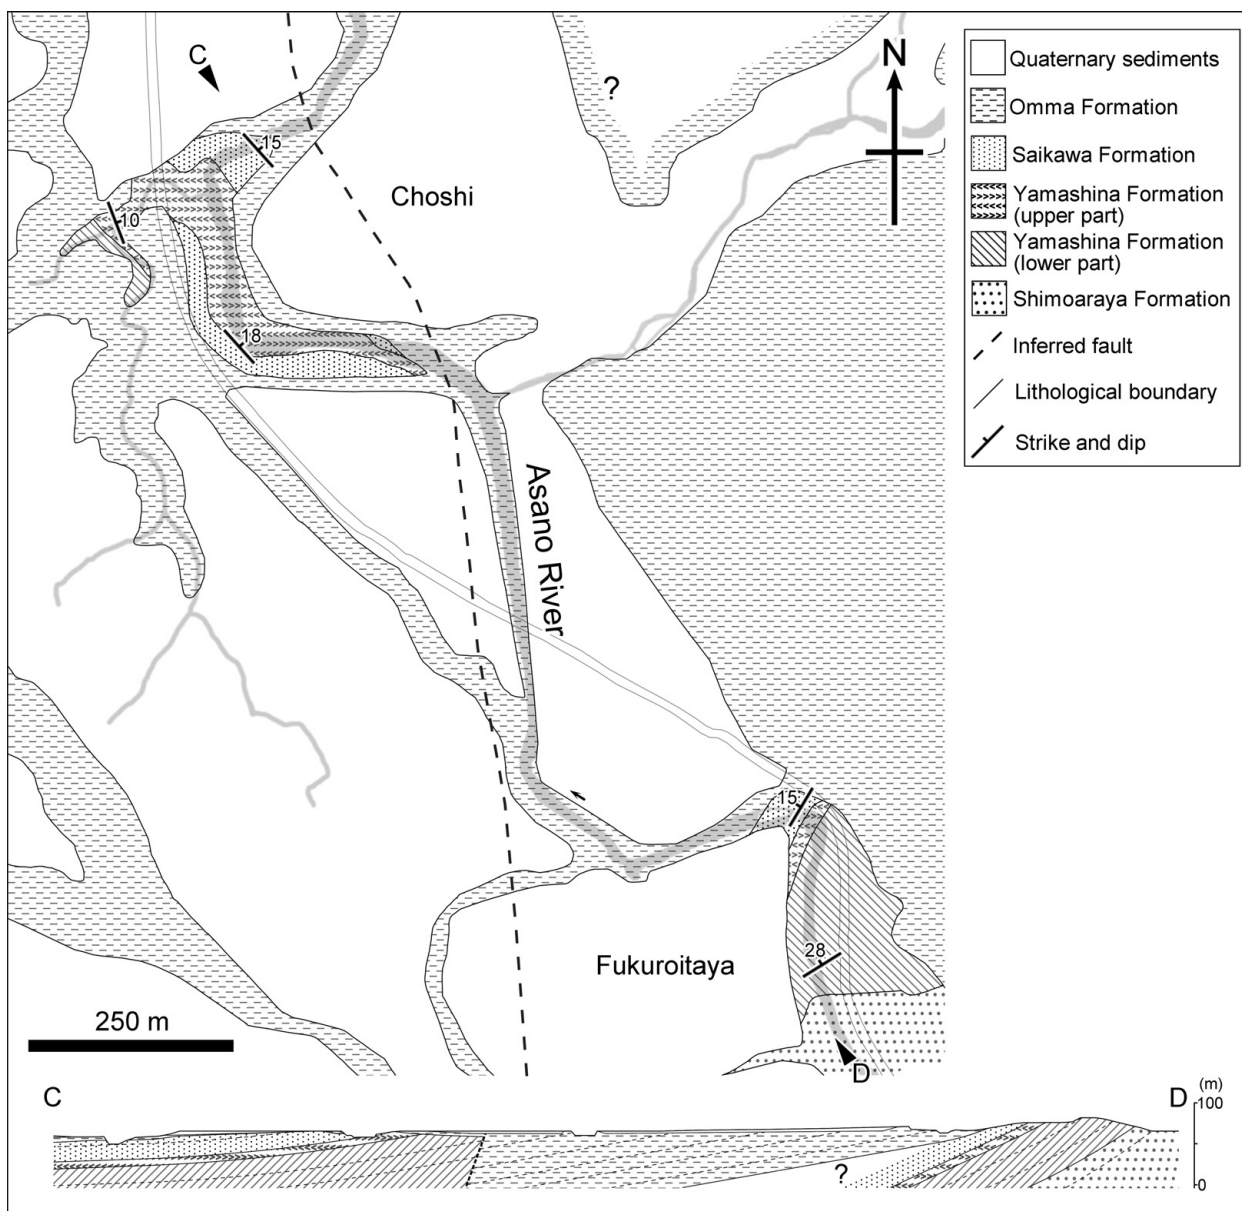 C
15
?
N
Choshi
10
18
Asano River
15
28
Fukuroitaya
250 m
D
Quaternary sediments
Omma Formation
Saikawa Formation
Yamashina Formation
(upper part)
Yamashina Formation
(lower part)
Shimoaraya Formation
Inferred fault
Lithological boundary
Strike and dip
C
D
(m)
100
?
0